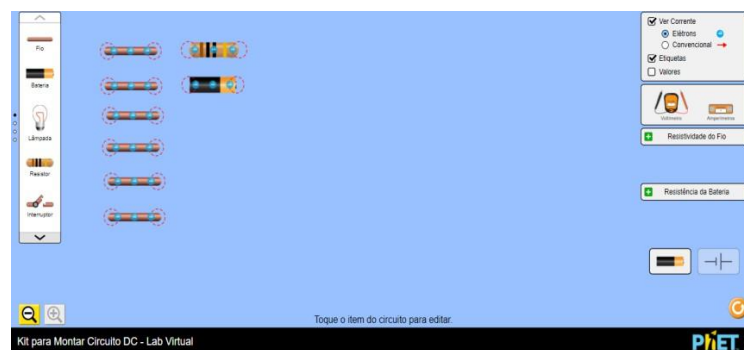 Fio
Bateria
Lâmpada
Resistor
Interruptor
Ver Corrente
Elétrons
Convencional
Etiquetas
Valores
Voltímetro
Amperímetros
Resistividade do Fio
Resistência da Bateria
Toque o item do circuito para editar.
Kit para Montar Circuito DC - Lab Virtual
PhET